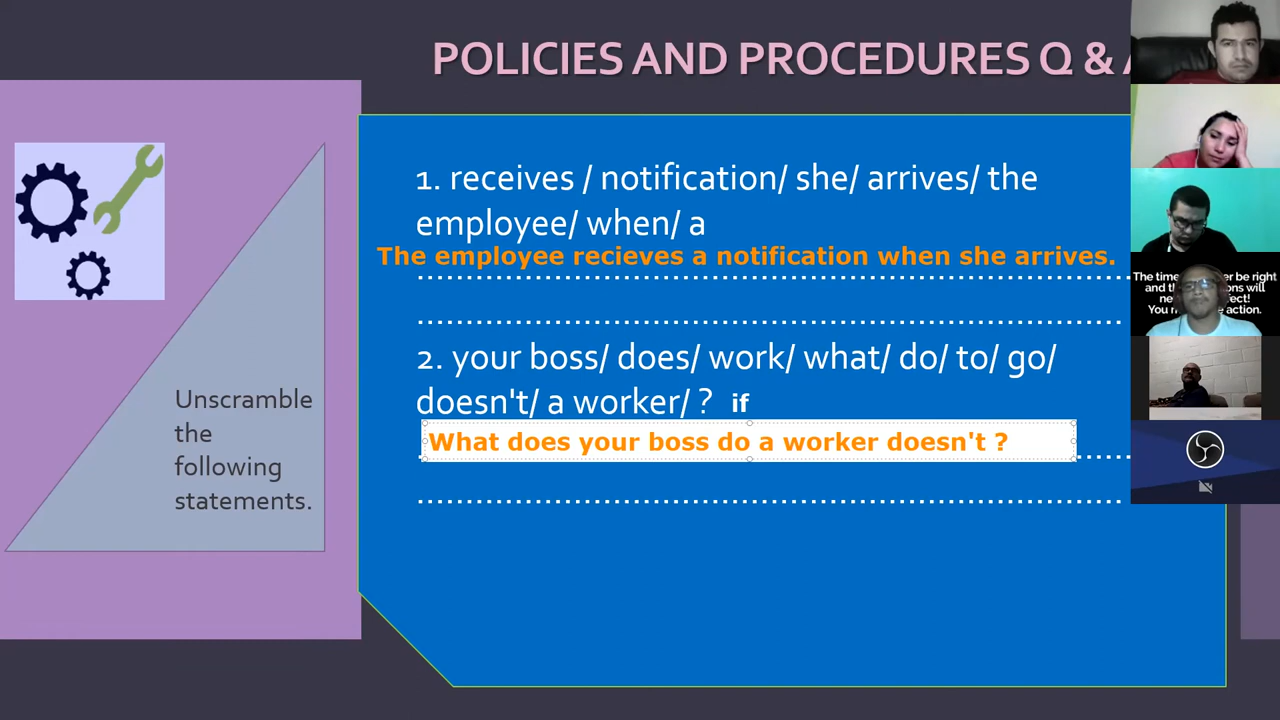 POLICIES AND PROCEDURES Q &
1. receives / notification/ she/ arrives/ the
employee/ when/ a
The employee recieves a notification when she arrives.
2. your boss/ does/ work/ what/ do/ to/ go/
doesn't/ a worker/ ? if
What does your boss do a worker doesn't ?
Unscramble
the
following
statements.
The time be right
and th ns will
ne fect!
You n action.